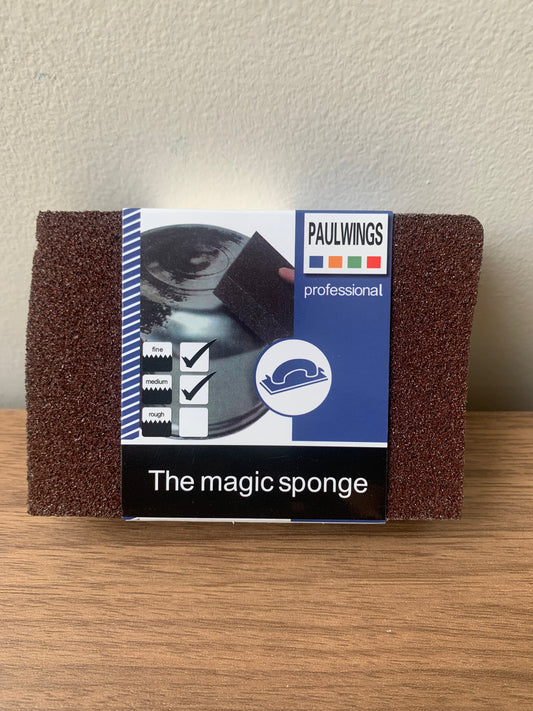 PAULWINGS
professional
fine
medium
rough
The magic sponge